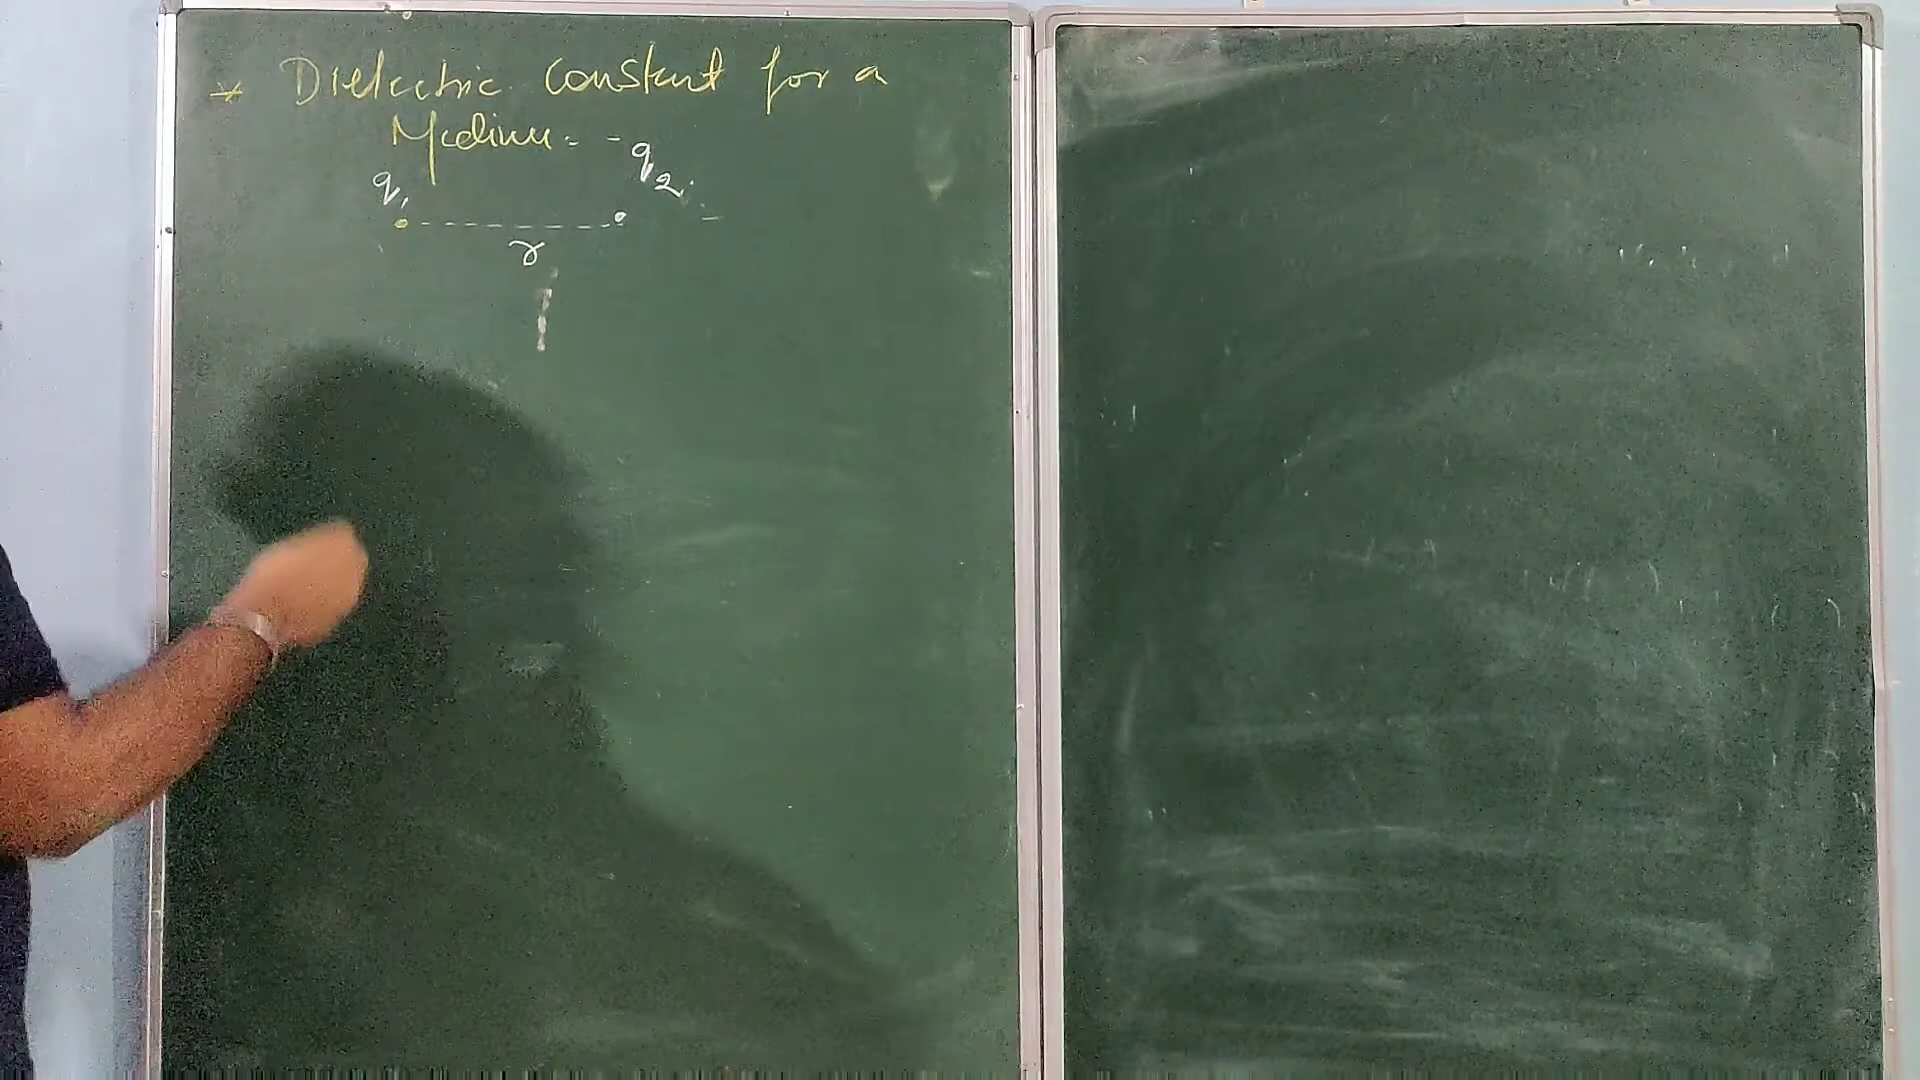 * Dielectric constant for a
Medium: -
q₁ q₂
r